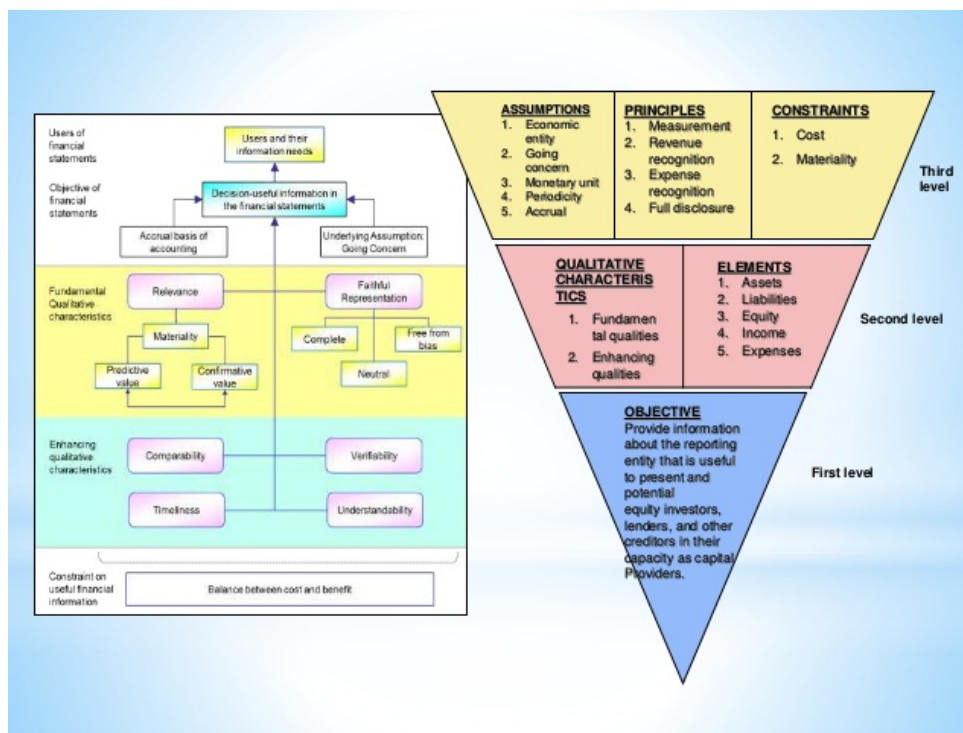 Users of
financial
statements
Users and their
information needs
Objective of
financial
statements
Decision-useful information in
the financial statements
Accrual basis of
accounting
Underlying Assumption:
Going Concern
Fundamental
Qualitative
characteristics
Relevance
Faithful
Representation
Materiality
Complete
Free from
bias
Predictive
value
Confirmative
value
Neutral
Enhancing
qualitative
characteristics
Comparability
Verifiability
Timeliness
Understandability
Constraint on
useful financial
information
Balance between cost and benefit
ASSUMPTIONS
1. Economic
entity
2. Going
concern
3. Monetary unit
4. Periodicity
5. Accrual
PRINCIPLES
1. Measurement
2. Revenue
recognition
3. Expense
recognition
4. Full disclosure
CONSTRAINTS
1. Cost
2. Materiality
Third
level
QUALITATIVE
CHARACTERIS
TICS
1. Fundamen
tal qualities
2. Enhancing
qualities
ELEMENTS
1. Assets
2. Liabilities
3. Equity
4. Income
5. Expenses
Second level
OBJECTIVE
Provide information
about the reporting
entity that is useful
to present and
potential
equity investors,
lenders, and other
creditors in their
capacity as capital
Providers.
First level